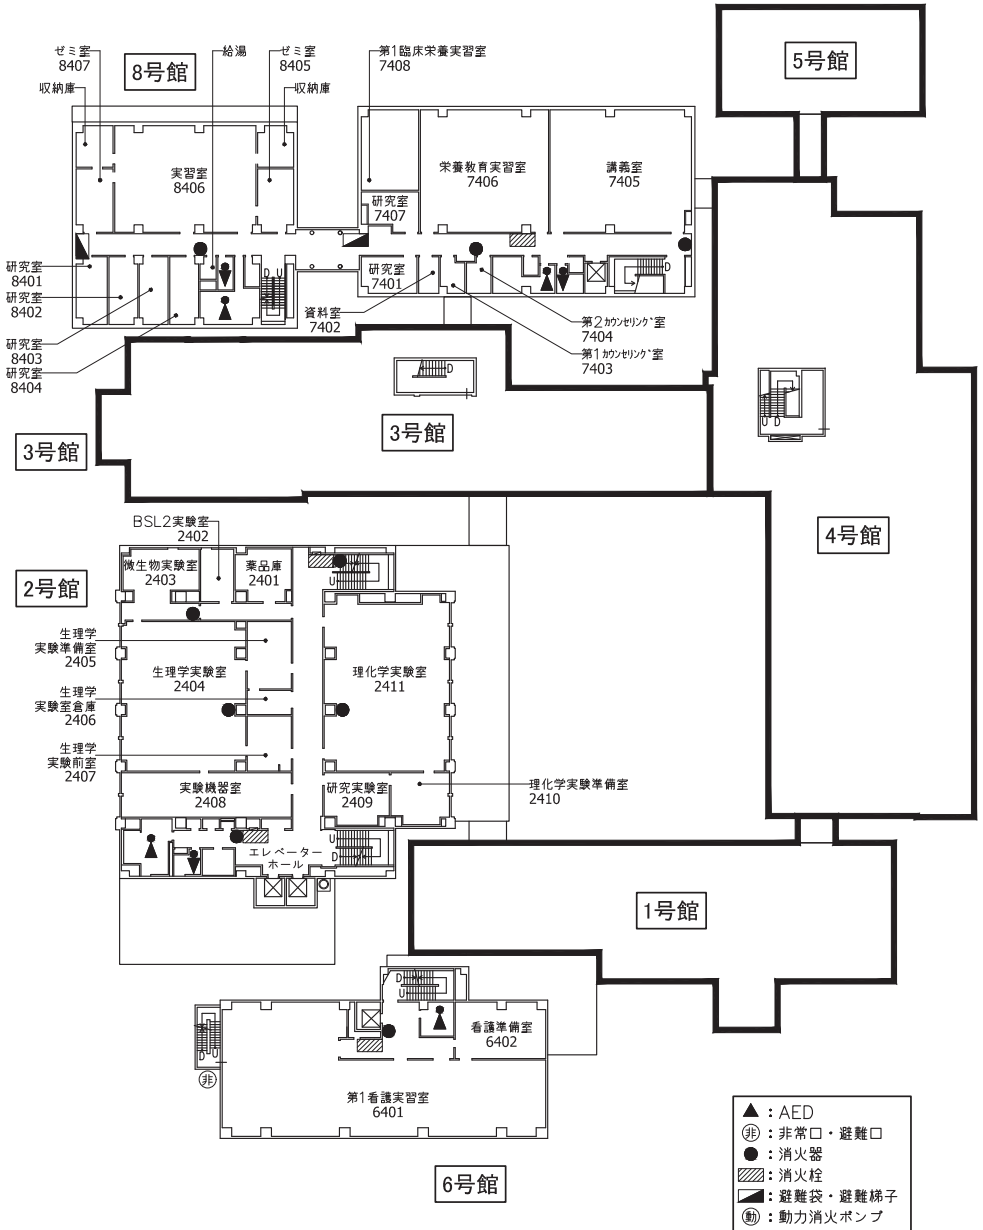 5号館
8号館
ゼミ室
8407
給湯
ゼミ室
8405
第1臨床栄養実習室
7408
収納庫
収納庫
実習室
8406
栄養教育実習室
7406
講義室
7405
研究室
7407
研究室
8401
研究室
8402
研究室
8403
研究室
8404
D U
研究室
7401
資料室
7402
D
第2カウンセリング室
7404
第1カウンセリング室
7403
D
3号館
3号館
U D
4号館
2号館
BSL2実験室
2402
微生物実験室
2403
薬品庫
2401
U
生理学
実験準備室
2405
生理学実験室
2404
理化学実験室
2411
生理学
実験室倉庫
2406
生理学
実験前室
2407
実験機器室
2408
研究実験室
2409
理化学実験準備室
2410
エレベーター
ホール
U
D
1号館
D
U
看護準備室
6402
D U
非
第1看護実習室
6401
6号館
▲：AED
非：非常口・避難口
●：消火器
：消火栓
：避難袋・避難梯子
動：動力消火ポンプ